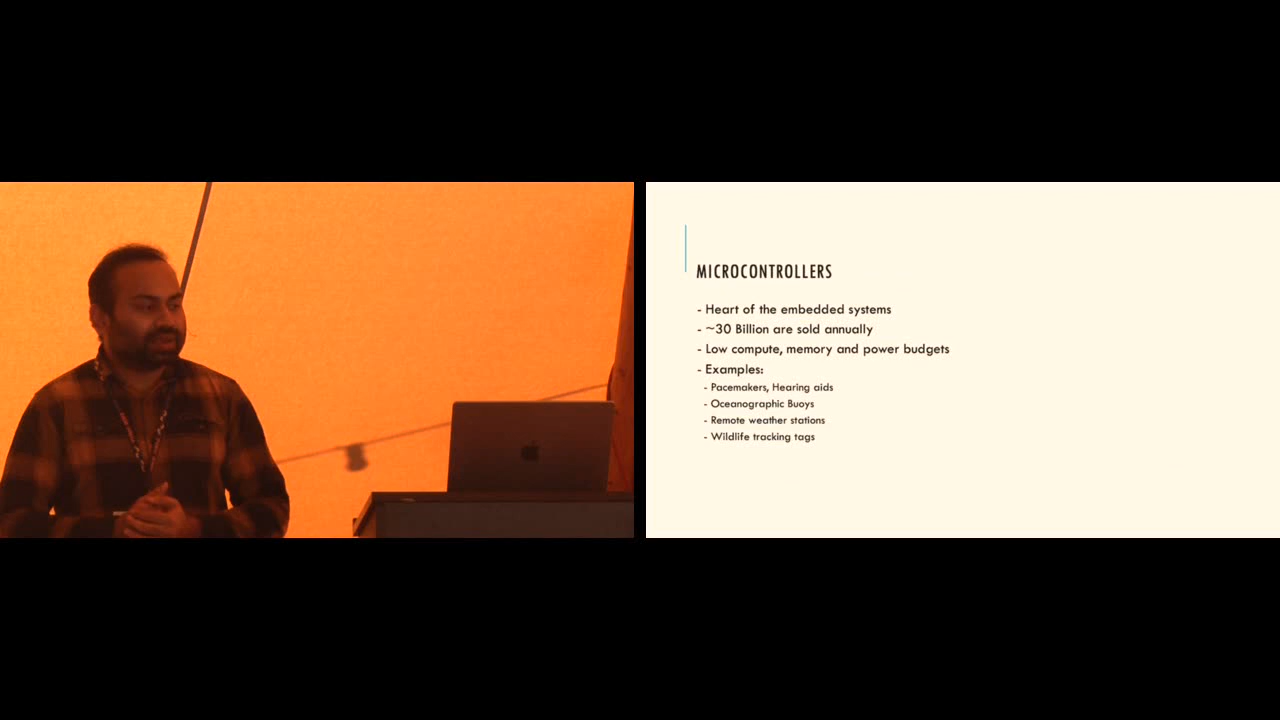 MICROCONTROLLERS
- Heart of the embedded systems
- ~30 Billion are sold annually
- Low compute, memory and power budgets
- Examples:
- Pacemakers, Hearing aids
- Oceanographic Buoys
- Remote weather stations
- Wildlife tracking tags